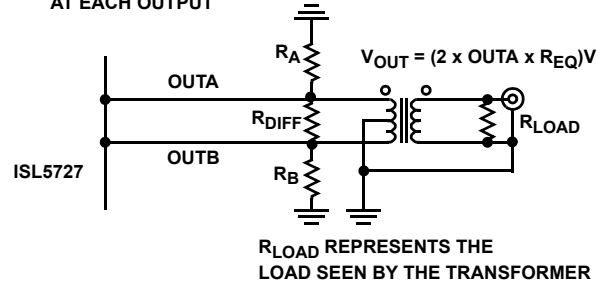 AT EACH OUTPUT
RA
VOUT = (2 x OUTA x REQ)V
OUTA
RDIFF
RLOAD
OUTB
ISL5727
RB
RLOAD REPRESENTS THE
LOAD SEEN BY THE TRANSFORMER